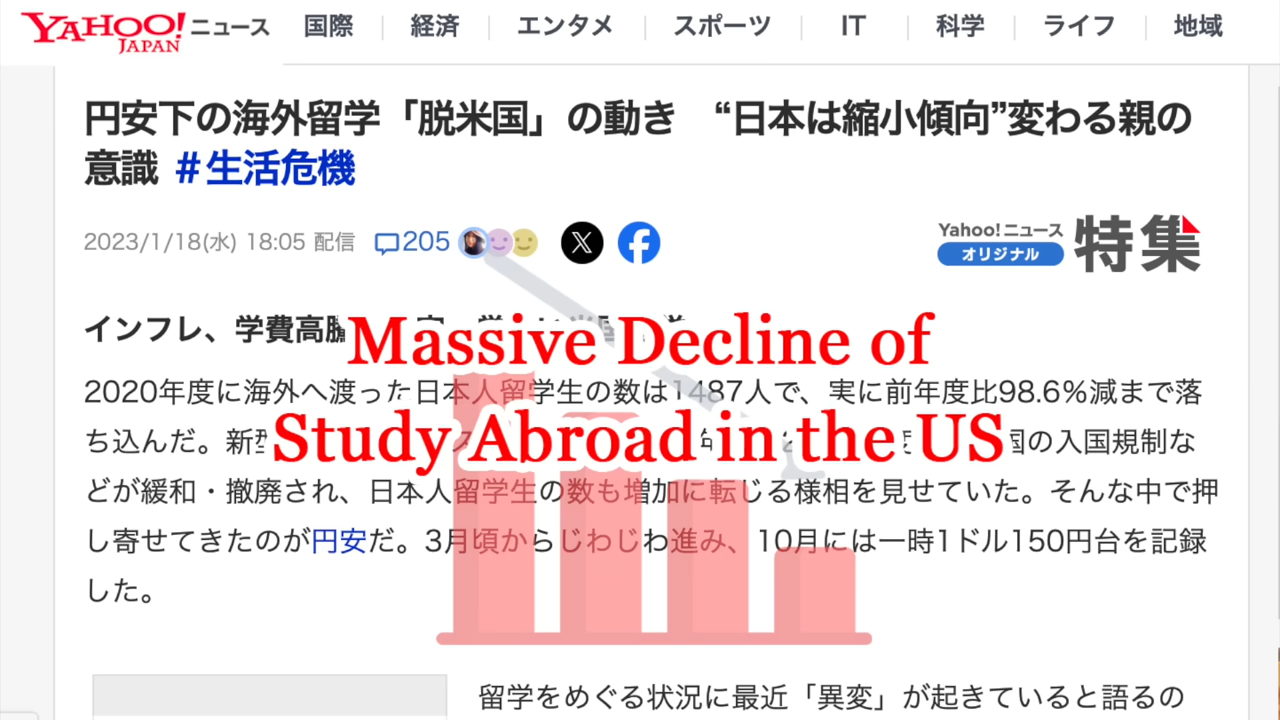 YAHOO! JAPAN ニュース 国際 経済 エンタメ スポーツ IT 科学 ライフ 地域
円安下の海外留学「脱米国」の動き “日本は縮小傾向”変わる親の
意識 #生活危機
2023/1/18(水) 18:05 配信 205
Yahoo!ニュース オリジナル 特集
インフレ、学費高
Massive Decline of
2020年度に海外へ渡った日本人留学生の数は1487人で、実に前年度比98.6%減まで落
ち込んだ。新 国の入国規制な
Study Abroad in the US
どが緩和・撤廃され、日本人留学生の数も増加に転じる様相を見せていた。そんな中で押
し寄せてきたのが円安だ。3月頃からじわじわ進み、10月には一時1ドル150円台を記録
した。
留学をめぐる状況に最近「異変」が起きていると語るの